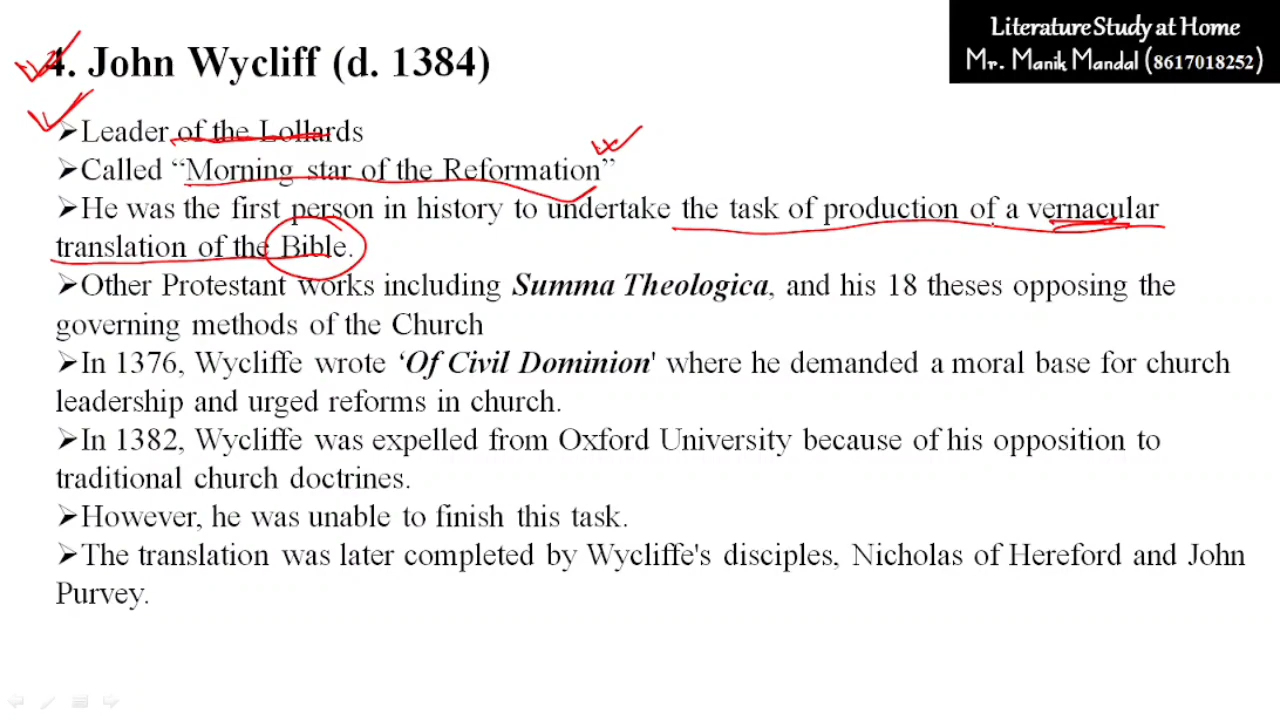 Literature Study at Home
Mr. Manik Mandal (8617018252)
4. John Wycliff (d. 1384)
➢Leader of the Lollards
➢Called “Morning star of the Reformation”
➢He was the first person in history to undertake the task of production of a vernacular
translation of the Bible.
➢Other Protestant works including Summa Theologica, and his 18 theses opposing the
governing methods of the Church
➢In 1376, Wycliffe wrote ‘Of Civil Dominion' where he demanded a moral base for church
leadership and urged reforms in church.
➢In 1382, Wycliffe was expelled from Oxford University because of his opposition to
traditional church doctrines.
➢However, he was unable to finish this task.
➢The translation was later completed by Wycliffe's disciples, Nicholas of Hereford and John
Purvey.